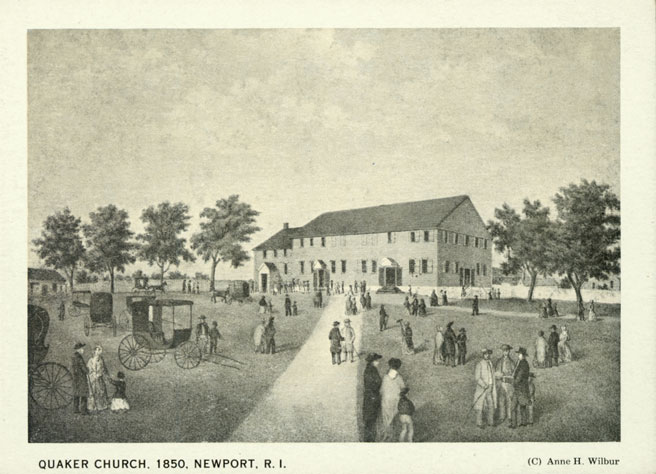 QUAKER CHURCH, 1850, NEWPORT, R. I.
(C) Anne H. Wilbur